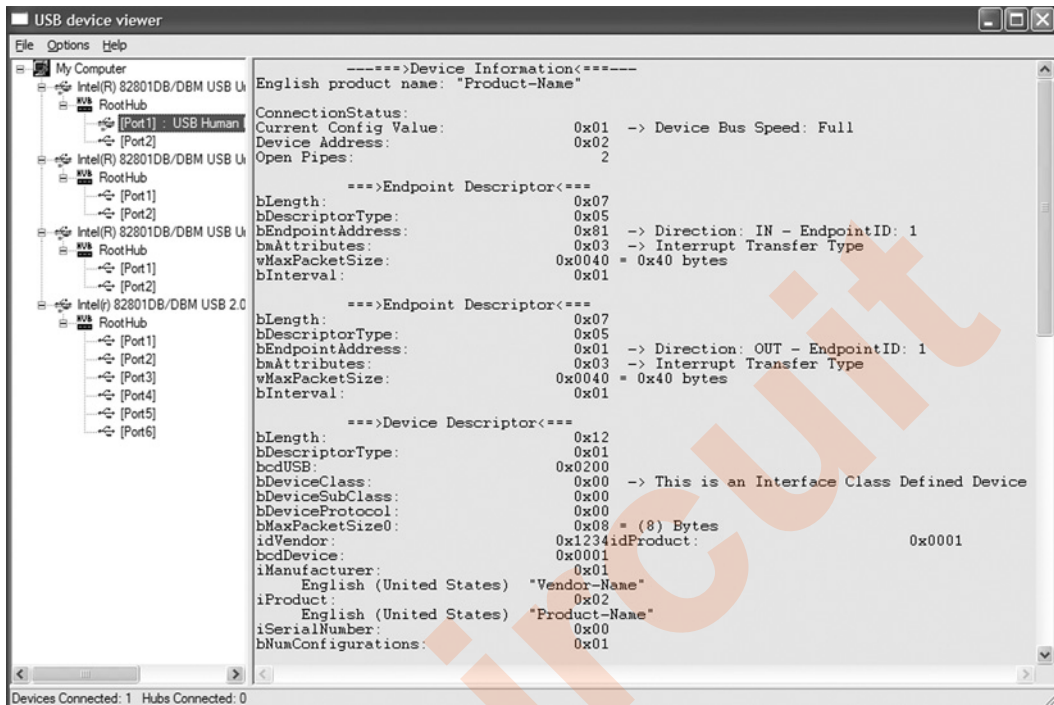 USB device viewer
File Options Help
My Computer
Intel(R) 82801DB/DBM USB U
RootHub
[Port1] : USB Human
[Port2]
Intel(R) 82801DB/DBM USB U
RootHub
[Port1]
[Port2]
Intel(R) 82801DB/DBM USB U
RootHub
[Port1]
[Port2]
Intel(r) 82801DB/DBM USB 2.0
RootHub
[Port1]
[Port2]
[Port3]
[Port4]
[Port5]
[Port6]
---===>Device Information<===---
English product name: "Product-Name"
ConnectionStatus:
Current Config Value: 0x01 -> Device Bus Speed: Full
Device Address: 0x02
Open Pipes: 2
===>Endpoint Descriptor<===
bLength: 0x07
bDescriptorType: 0x05
bEndpointAddress: 0x81 -> Direction: IN - EndpointID: 1
bmAttributes: 0x03 -> Interrupt Transfer Type
wMaxPacketSize: 0x0040 = 0x40 bytes
bInterval: 0x01
===>Endpoint Descriptor<===
bLength: 0x07
bDescriptorType: 0x05
bEndpointAddress: 0x01 -> Direction: OUT - EndpointID: 1
bmAttributes: 0x03 -> Interrupt Transfer Type
wMaxPacketSize: 0x0040 = 0x40 bytes
bInterval: 0x01
===>Device Descriptor<===
bLength: 0x12
bDescriptorType: 0x01
bcdUSB: 0x0200
bDeviceClass: 0x00 -> This is an Interface Class Defined Device
bDeviceSubClass: 0x00
bDeviceProtocol: 0x00
bMaxPacketSize0: 0x08 = (8) Bytes
idVendor: 0x1234idProduct: 0x0001
bcdDevice: 0x0001
iManufacturer: 0x01
English (United States) "Vendor-Name"
iProduct: 0x02
English (United States) "Product-Name"
iSerialNumber: 0x00
bNumConfigurations: 0x01
Devices Connected: 1 Hubs Connected: 0
ircuit